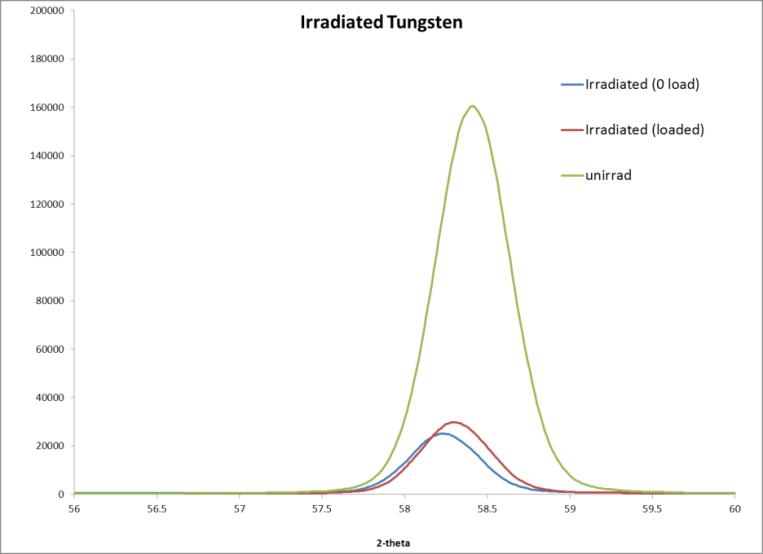 Irradiated Tungsten
200000
180000
160000
140000
120000
100000
80000
60000
40000
20000
0
Irradiated (0 load)
Irradiated (loaded)
unirrad
56 56.5 57 57.5 58 58.5 59 59.5 60
2-theta